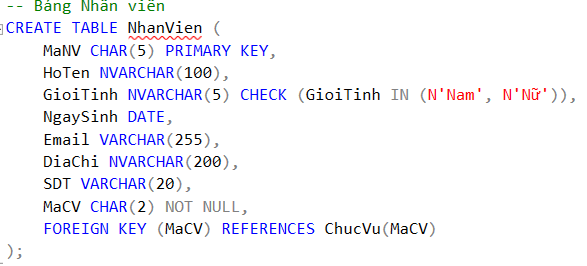 -- Bảng Nhân viên
CREATE TABLE NhanVien (
    MaNV CHAR(5) PRIMARY KEY,
    HoTen NVARCHAR(100),
    GioiTinh NVARCHAR(5) CHECK (GioiTinh IN (N'Nam', N'Nữ')),
    NgaySinh DATE,
    Email VARCHAR(255),
    DiaChi NVARCHAR(200),
    SDT VARCHAR(20),
    MaCV CHAR(2) NOT NULL,
    FOREIGN KEY (MaCV) REFERENCES ChucVu(MaCV)
);